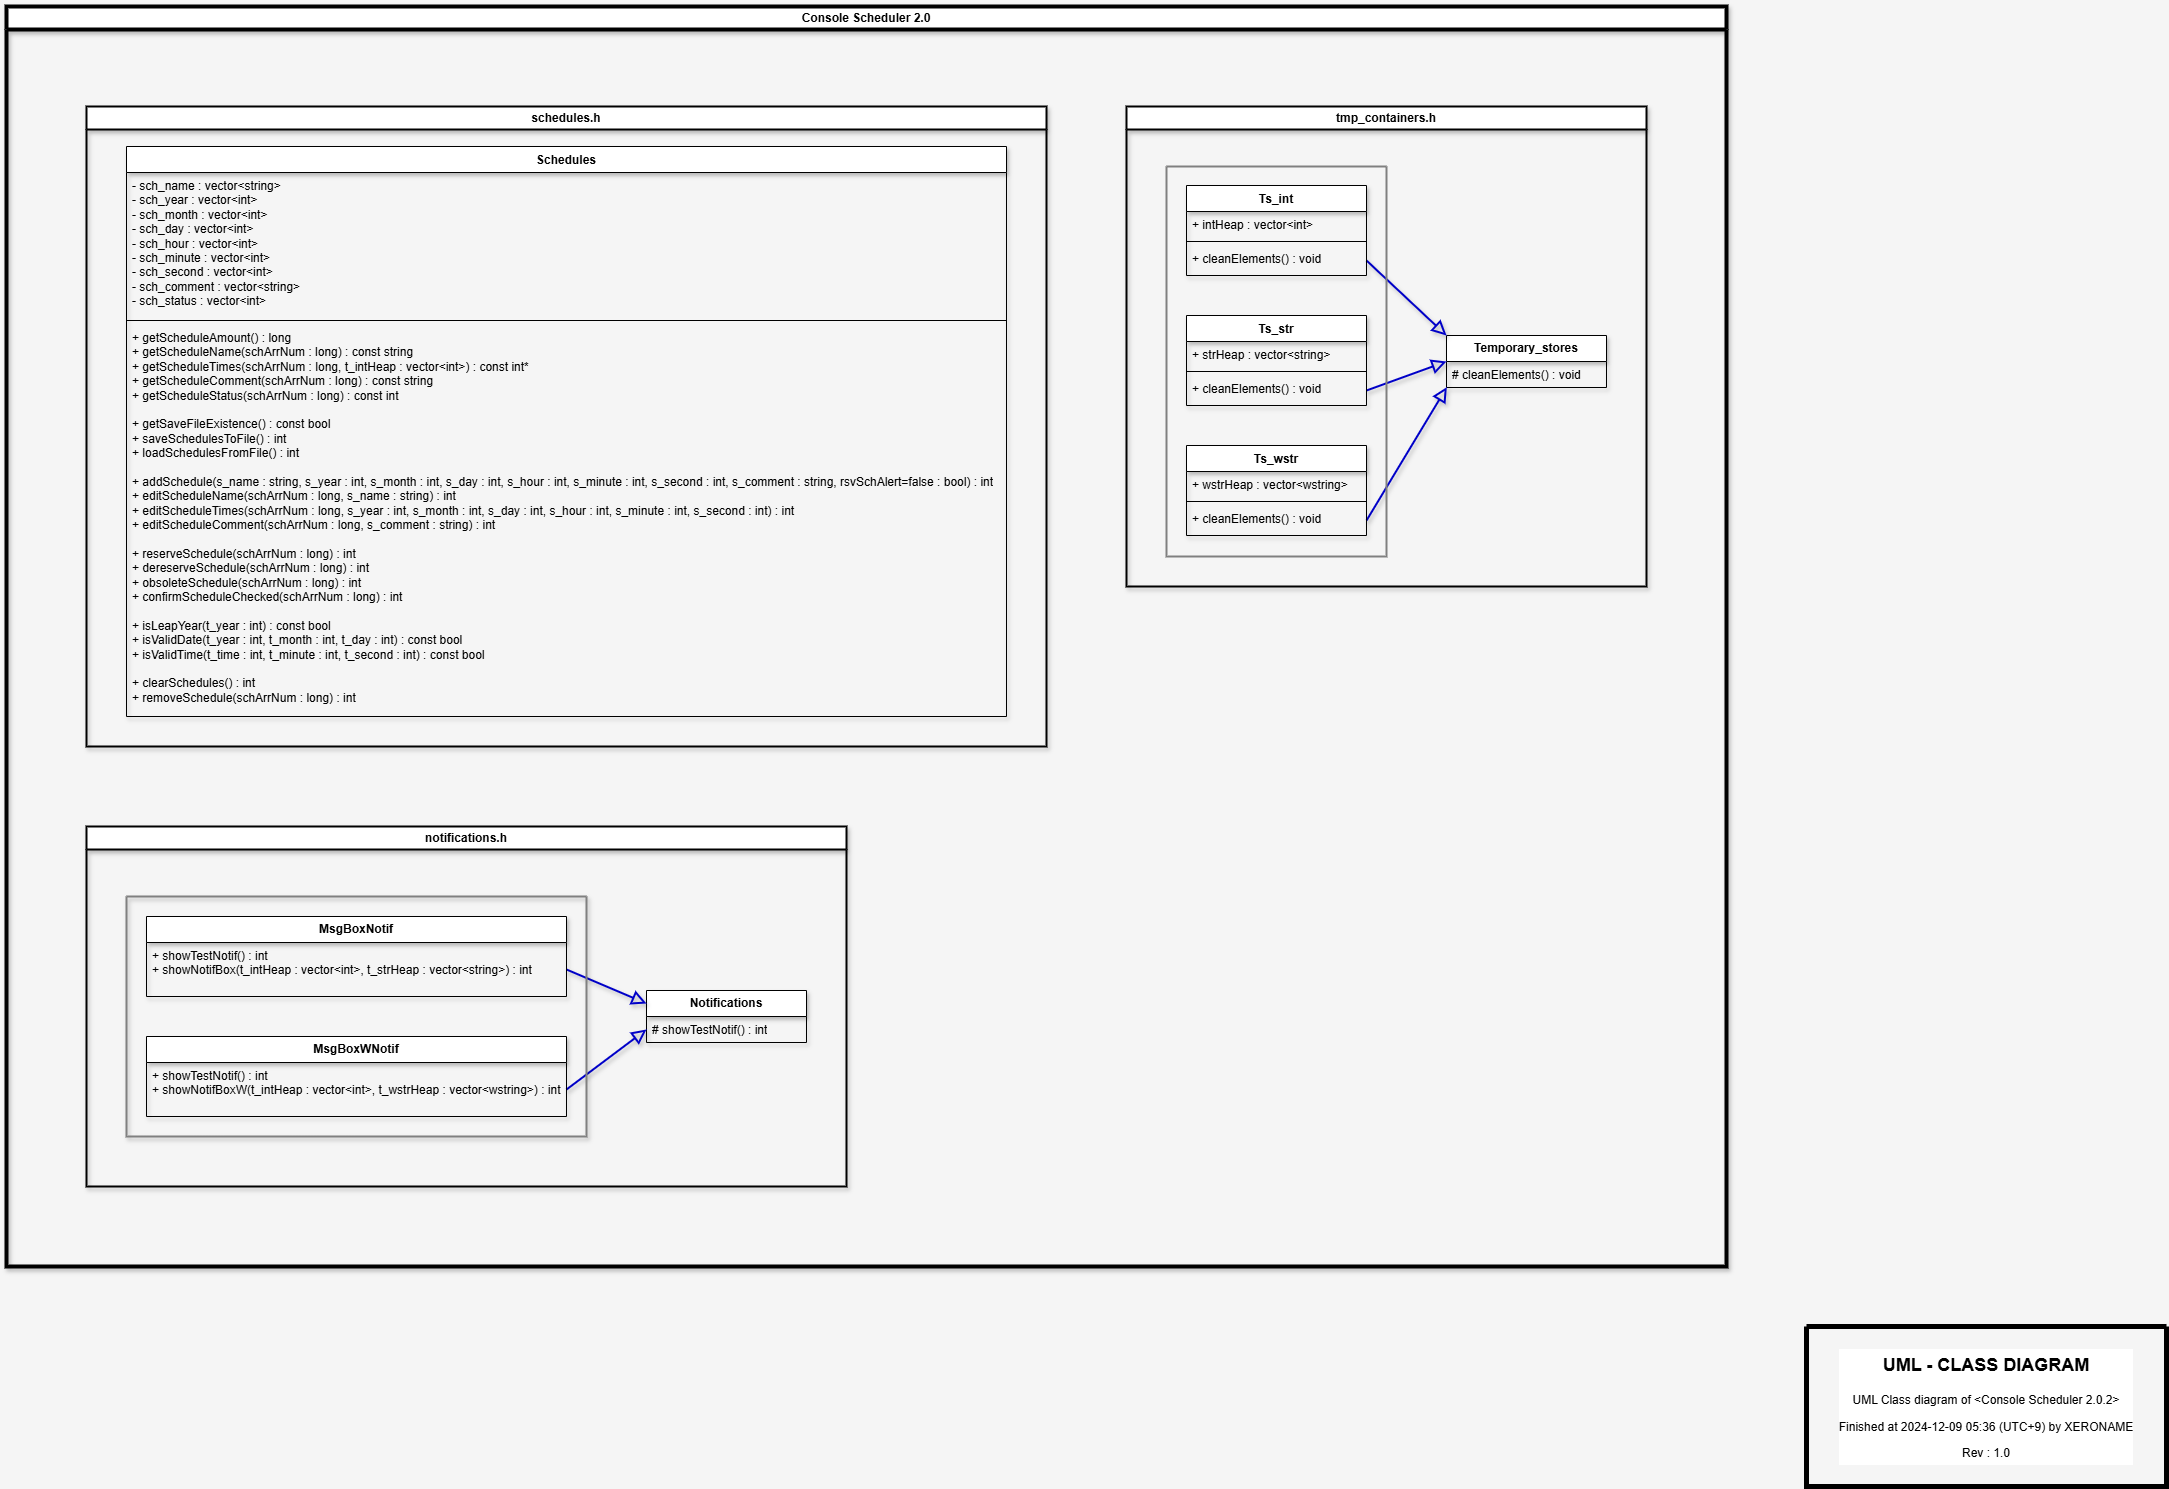 Console Scheduler 2.0
schedules.h
Schedules
- sch_name : vector<string>
- sch_year : vector<int>
- sch_month : vector<int>
- sch_day : vector<int>
- sch_hour : vector<int>
- sch_minute : vector<int>
- sch_second : vector<int>
- sch_comment : vector<string>
- sch_status : vector<int>
+ getScheduleAmount() : long
+ getScheduleName(schArrNum : long) : const string
+ getScheduleTimes(schArrNum : long, t_intHeap : vector<int>) : const int*
+ getScheduleComment(schArrNum : long) : const string
+ getScheduleStatus(schArrNum : long) : const int
+ getSaveFileExistence() : const bool
+ saveSchedulesToFile() : int
+ loadSchedulesFromFile() : int
+ addSchedule(s_name : string, s_year : int, s_month : int, s_day : int, s_hour : int, s_minute : int, s_second : int, s_comment : string, rsvSchAlert=false : bool) : int
+ editScheduleName(schArrNum : long, s_name : string) : int
+ editScheduleTimes(schArrNum : long, s_year : int, s_month : int, s_day : int, s_hour : int, s_minute : int, s_second : int) : int
+ editScheduleComment(schArrNum : long, s_comment : string) : int
+ reserveSchedule(schArrNum : long) : int
+ dereserveSchedule(schArrNum : long) : int
+ obsoleteSchedule(schArrNum : long) : int
+ confirmScheduleChecked(schArrNum : long) : int
+ isLeapYear(t_year : int) : const bool
+ isValidDate(t_year : int, t_month : int, t_day : int) : const bool
+ isValidTime(t_time : int, t_minute : int, t_second : int) : const bool
+ clearSchedules() : int
+ removeSchedule(schArrNum : long) : int
tmp_containers.h
Ts_int
+ intHeap : vector<int>
+ cleanElements() : void
Ts_str
+ strHeap : vector<string>
+ cleanElements() : void
Ts_wstr
+ wstrHeap : vector<wstring>
+ cleanElements() : void
Temporary_stores
# cleanElements() : void
notifications.h
MsgBoxNotif
+ showTestNotif() : int
+ showNotifBox(t_intHeap : vector<int>, t_strHeap : vector<string>) : int
MsgBoxWNotif
+ showTestNotif() : int
+ showNotifBoxW(t_intHeap : vector<int>, t_wstrHeap : vector<wstring>) : int
Notifications
# showTestNotif() : int
UML - CLASS DIAGRAM
UML Class diagram of <Console Scheduler 2.0.2>
Finished at 2024-12-09 05:36 (UTC+9) by XERONAME
Rev : 1.0